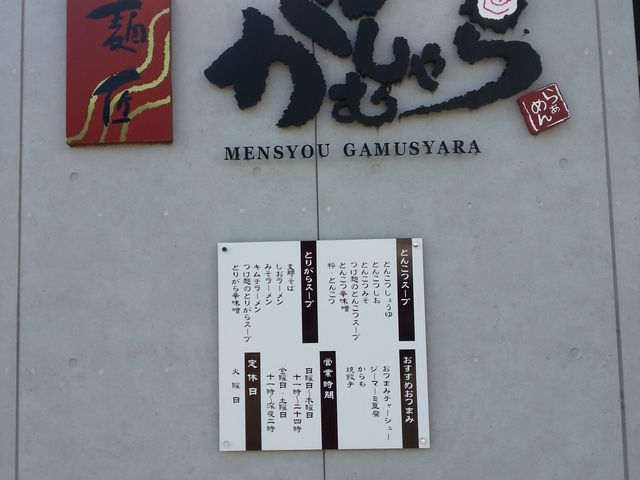 麺匠
がむしゃら
らぁめん
MENSYOU GAMUSYARA
とんこつスープ
とんこつしょうゆ
とんこつしお
とんこつみそ
つけ麺のとんこつスープ
とんこつ辛味噌
粋・とんこつ
とりがらスープ
支那そば
しおラーメン
みそラーメン
キムチラーメン
つけ麺のとりがらスープ
とりがら辛味噌
おすすめおつまみ
おつまみチャーシュー
ジーマーミ豆腐
からも
焼餃子
営業時間
日曜日〜木曜日
十一時〜二十四時
金曜日・土曜日
十一時〜深夜二時
定休日
火曜日